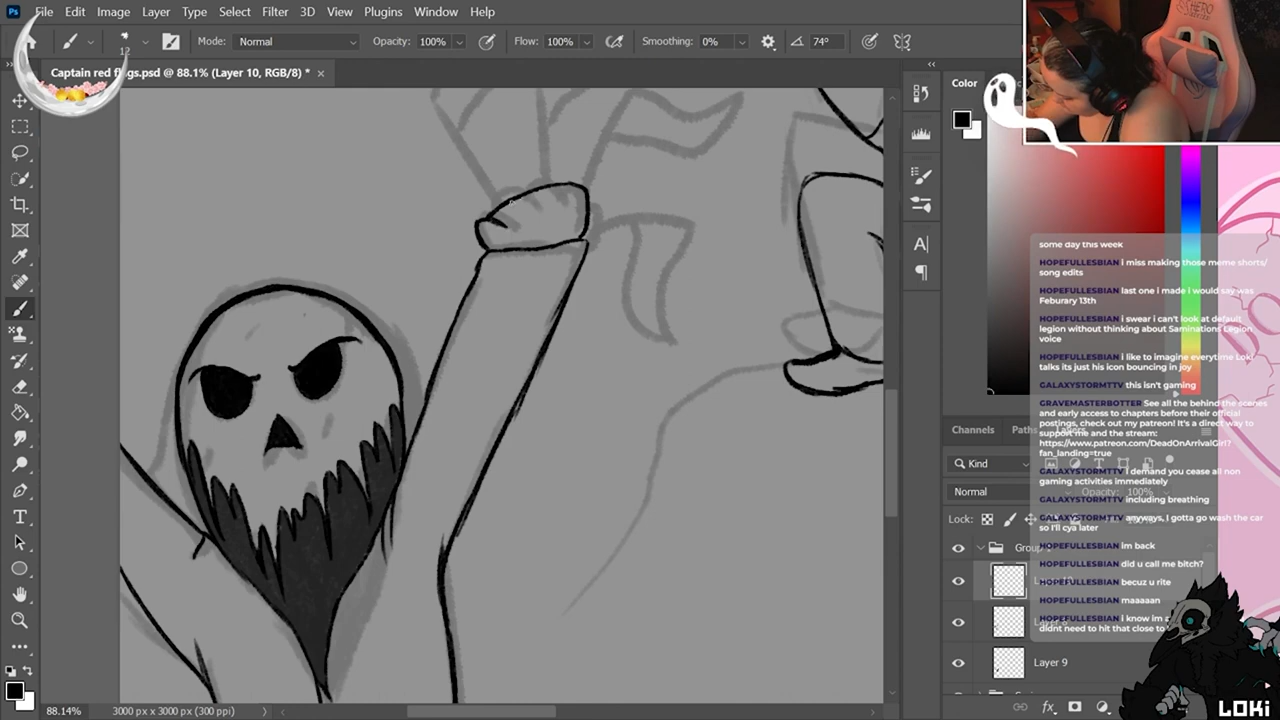 Ps File Edit Image Layer Type Select Filter 3D View Plugins Window Help
12 Mode: Normal Opacity: 100% Flow: 100% Smoothing: 0% 74°
Captain red flags.psd @ 88.1% (Layer 10, RGB/8) *
Color
some day this week
HOPEFULLESBIAN i miss making those meme shorts/
song edits
HOPEFULLESBIAN last one i made i would say was
Feburary 13th
HOPEFULLESBIAN i swear i can't look at default
legion without thinking about Saminations Legion
voice
HOPEFULLESBIAN i like to imagine everytime Loki
talks its just his icon bouncing in joy
GALAXYSTORMTTV this isn't gaming
GRAVEMASTERBOTTER See all the behind the scenes
and early access to chapters before their official
postings, check out my patreon! It's a direct way to
support me and the stream:
https://www.patreon.com/DeadOnArrivalGirl?
fan_landing=true
GALAXYSTORMTTV i demand you cease all non
gaming activities immediately
GALAXYSTORMTTV including breathing
GALAXYSTORMTTV anyways, I gotta go wash the car
so I'll cya later
HOPEFULLESBIAN im back
HOPEFULLESBIAN did u call me bitch?
HOPEFULLESBIAN becuz u rite
HOPEFULLESBIAN maaaaan
HOPEFULLESBIAN i know im a
didnt need to hit that close to
Channels Paths Layers
Kind
Normal Opacity: 100%
Lock:
Group
Layer 9
88.14% 3000 px x 3000 px (300 ppi)
fx
LOKi